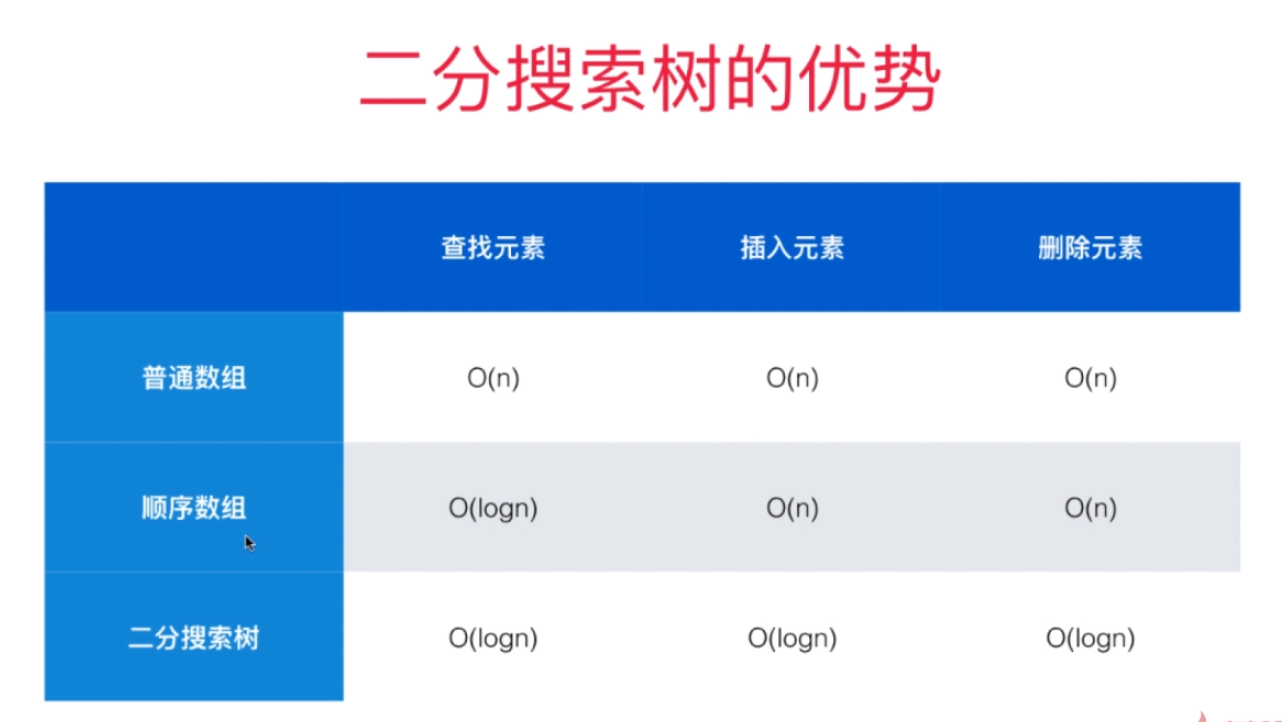 二分搜索树的优势
查找元素 插入元素 删除元素
普通数组 O(n) O(n) O(n)
顺序数组 O(logn) O(n) O(n)
二分搜索树 O(logn) O(logn) O(logn)